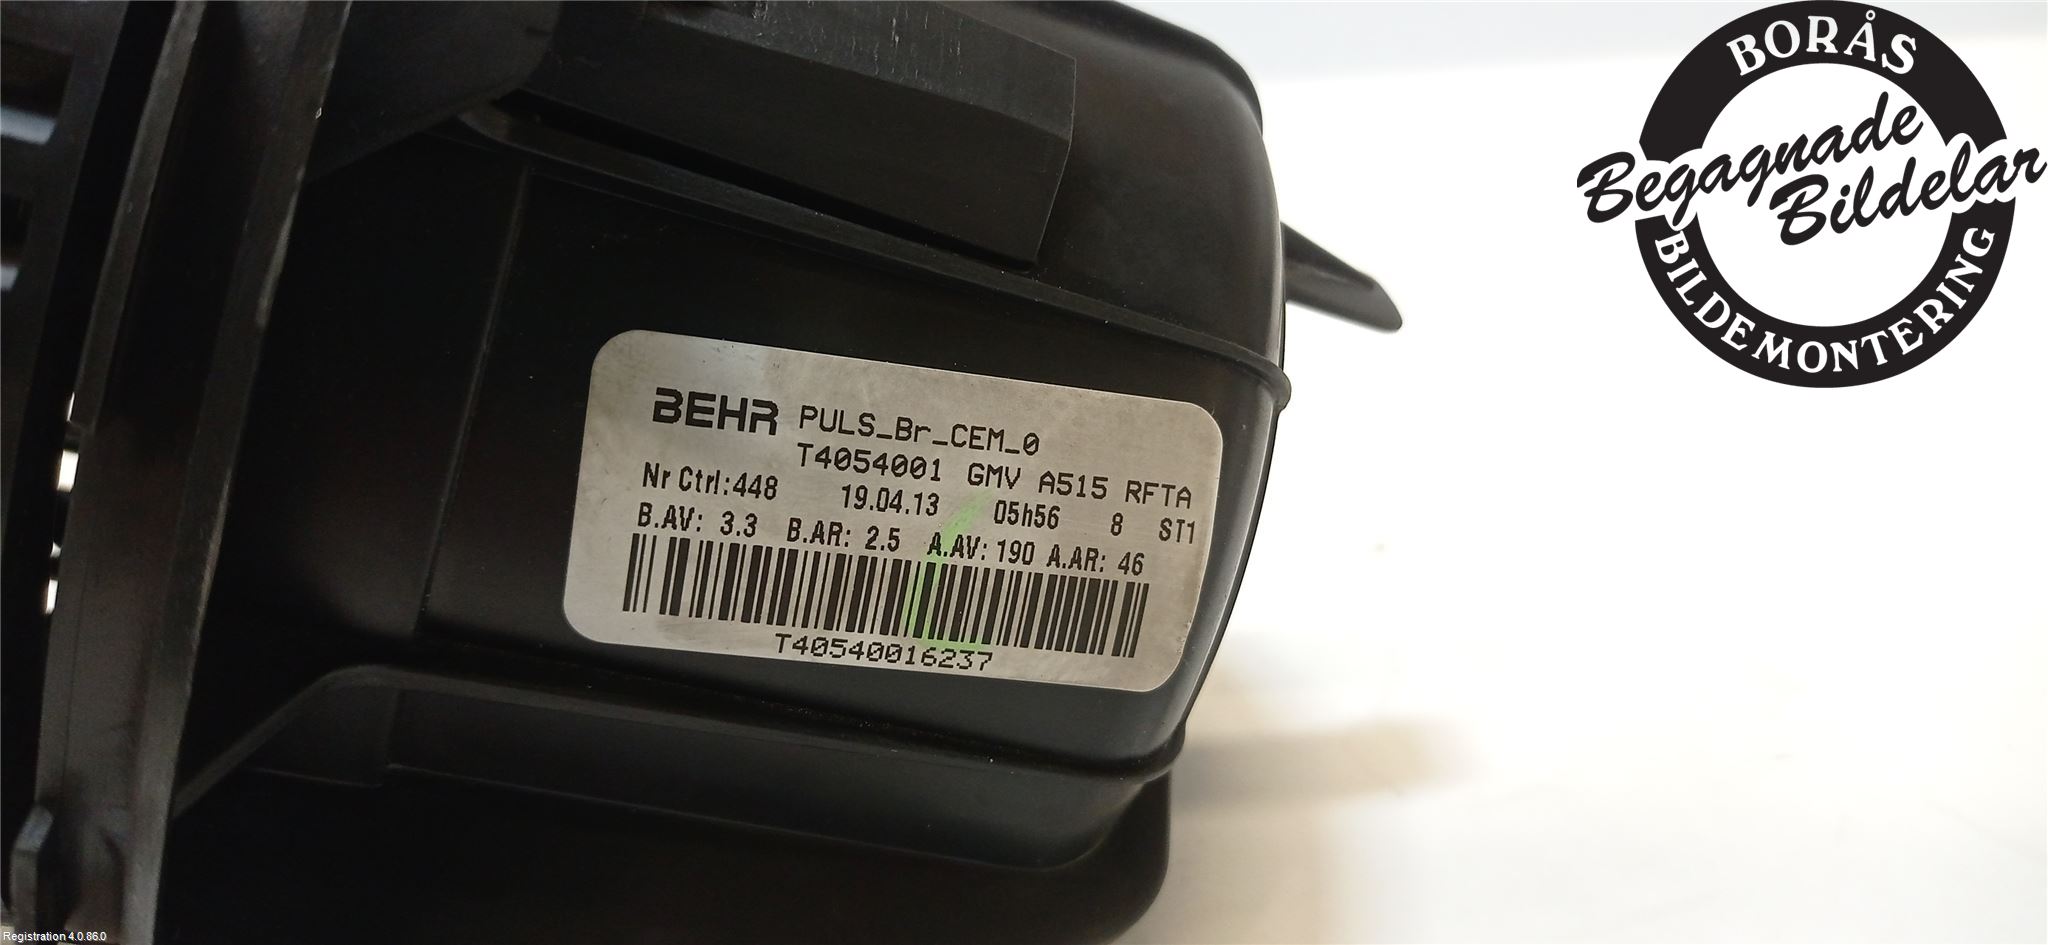 BORÅS
Begagnade
Bildelar
BILDEMONTERING
BEHR PULS_Br_CEM_0
T4054001 GMV A515 RFTA
Nr Ctrl:448 19.04.13 05h56 8 ST1
B.AV: 3.3 B.AR: 2.5 A.AV: 190 A.AR: 46
T40540016237
Registration 4.0.86.0